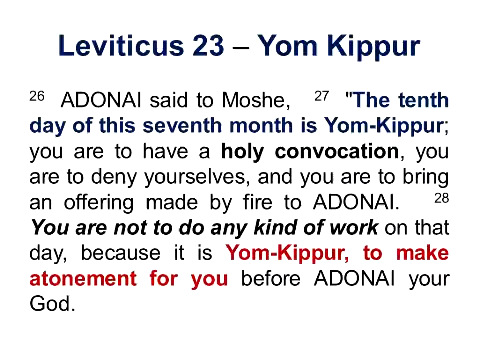 Leviticus 23 – Yom Kippur
26 ADONAI said to Moshe, 27 "The tenth
day of this seventh month is Yom-Kippur;
you are to have a holy convocation, you
are to deny yourselves, and you are to bring
an offering made by fire to ADONAI. 28
You are not to do any kind of work on that
day, because it is Yom-Kippur, to make
atonement for you before ADONAI your
God.